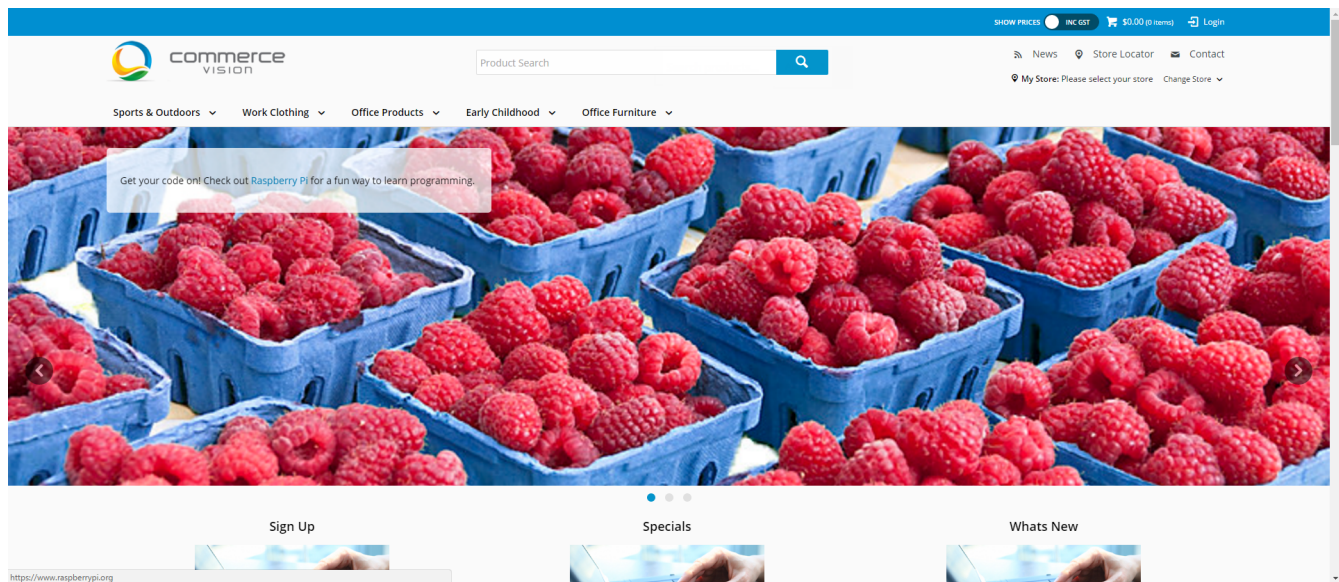 SHOW PRICES INC GST $0.00 (0 items) Login
commerce
VISION
Product Search
News Store Locator Contact
My Store: Please select your store Change Store
Sports & Outdoors Work Clothing Office Products Early Childhood Office Furniture
Get your code on! Check out Raspberry Pi for a fun way to learn programming.
Sign Up Specials Whats New
https://www.raspberrypi.org